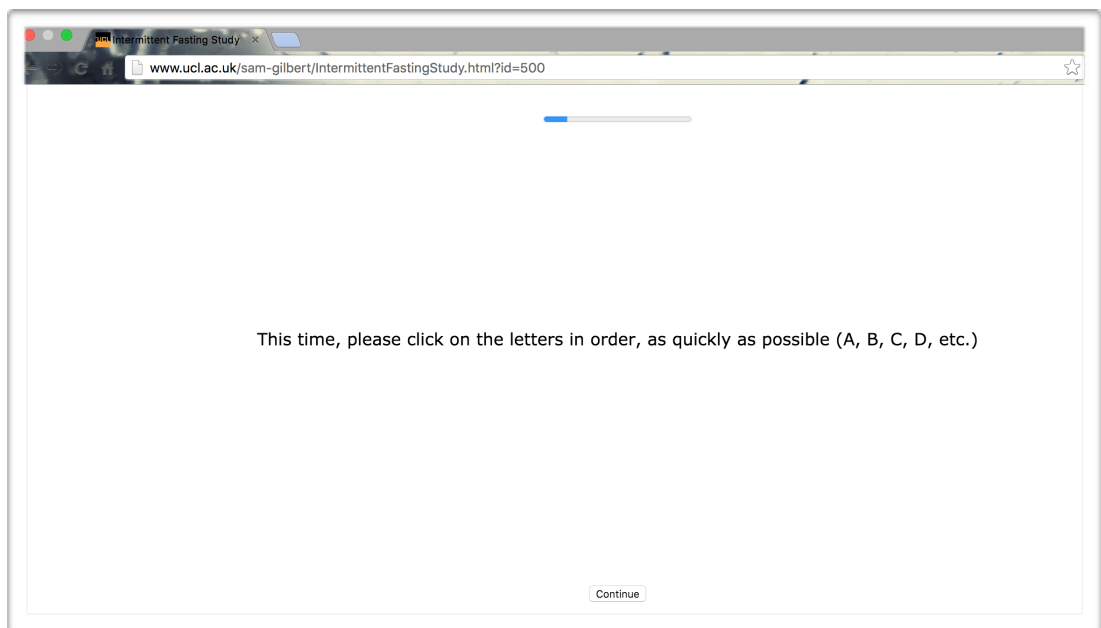 UCL Intermittent Fasting Study
www.ucl.ac.uk/sam-gilbert/IntermittentFastingStudy.html?id=500
This time, please click on the letters in order, as quickly as possible (A, B, C, D, etc.)
Continue